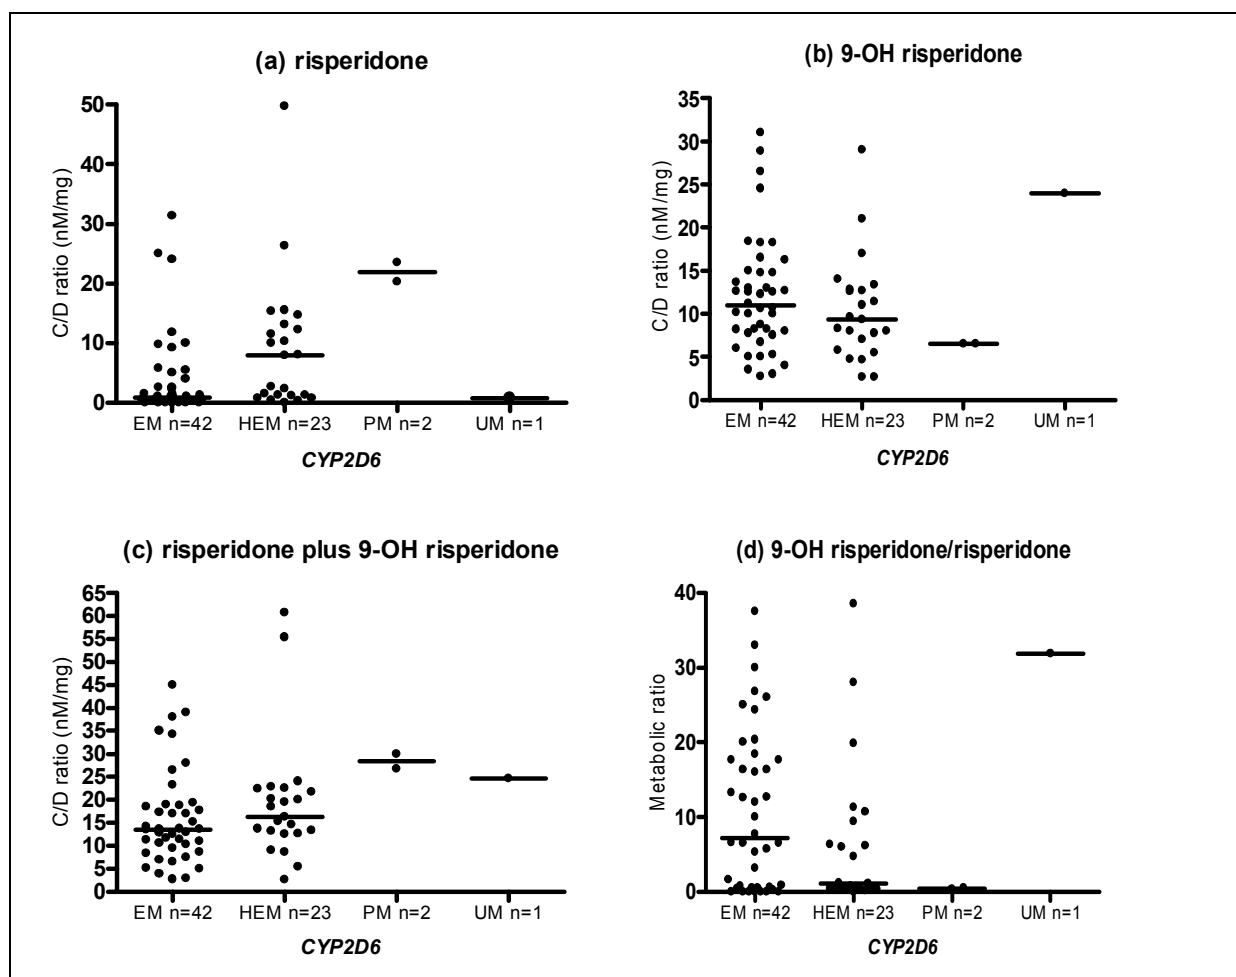 (a) risperidone
50
40
30
20
10
0
C/D ratio (nM/mg)
EM n=42 HEM n=23 PM n=2 UM n=1
CYP2D6
(b) 9-OH risperidone
35
30
25
20
15
10
5
0
C/D ratio (nM/mg)
EM n=42 HEM n=23 PM n=2 UM n=1
CYP2D6
(c) risperidone plus 9-OH risperidone
65
60
55
50
45
40
35
30
25
20
15
10
5
0
C/D ratio (nM/mg)
EM n=42 HEM n=23 PM n=2 UM n=1
CYP2D6
(d) 9-OH risperidone/risperidone
40
30
20
10
0
Metabolic ratio
EM n=42 HEM n=23 PM n=2 UM n=1
CYP2D6